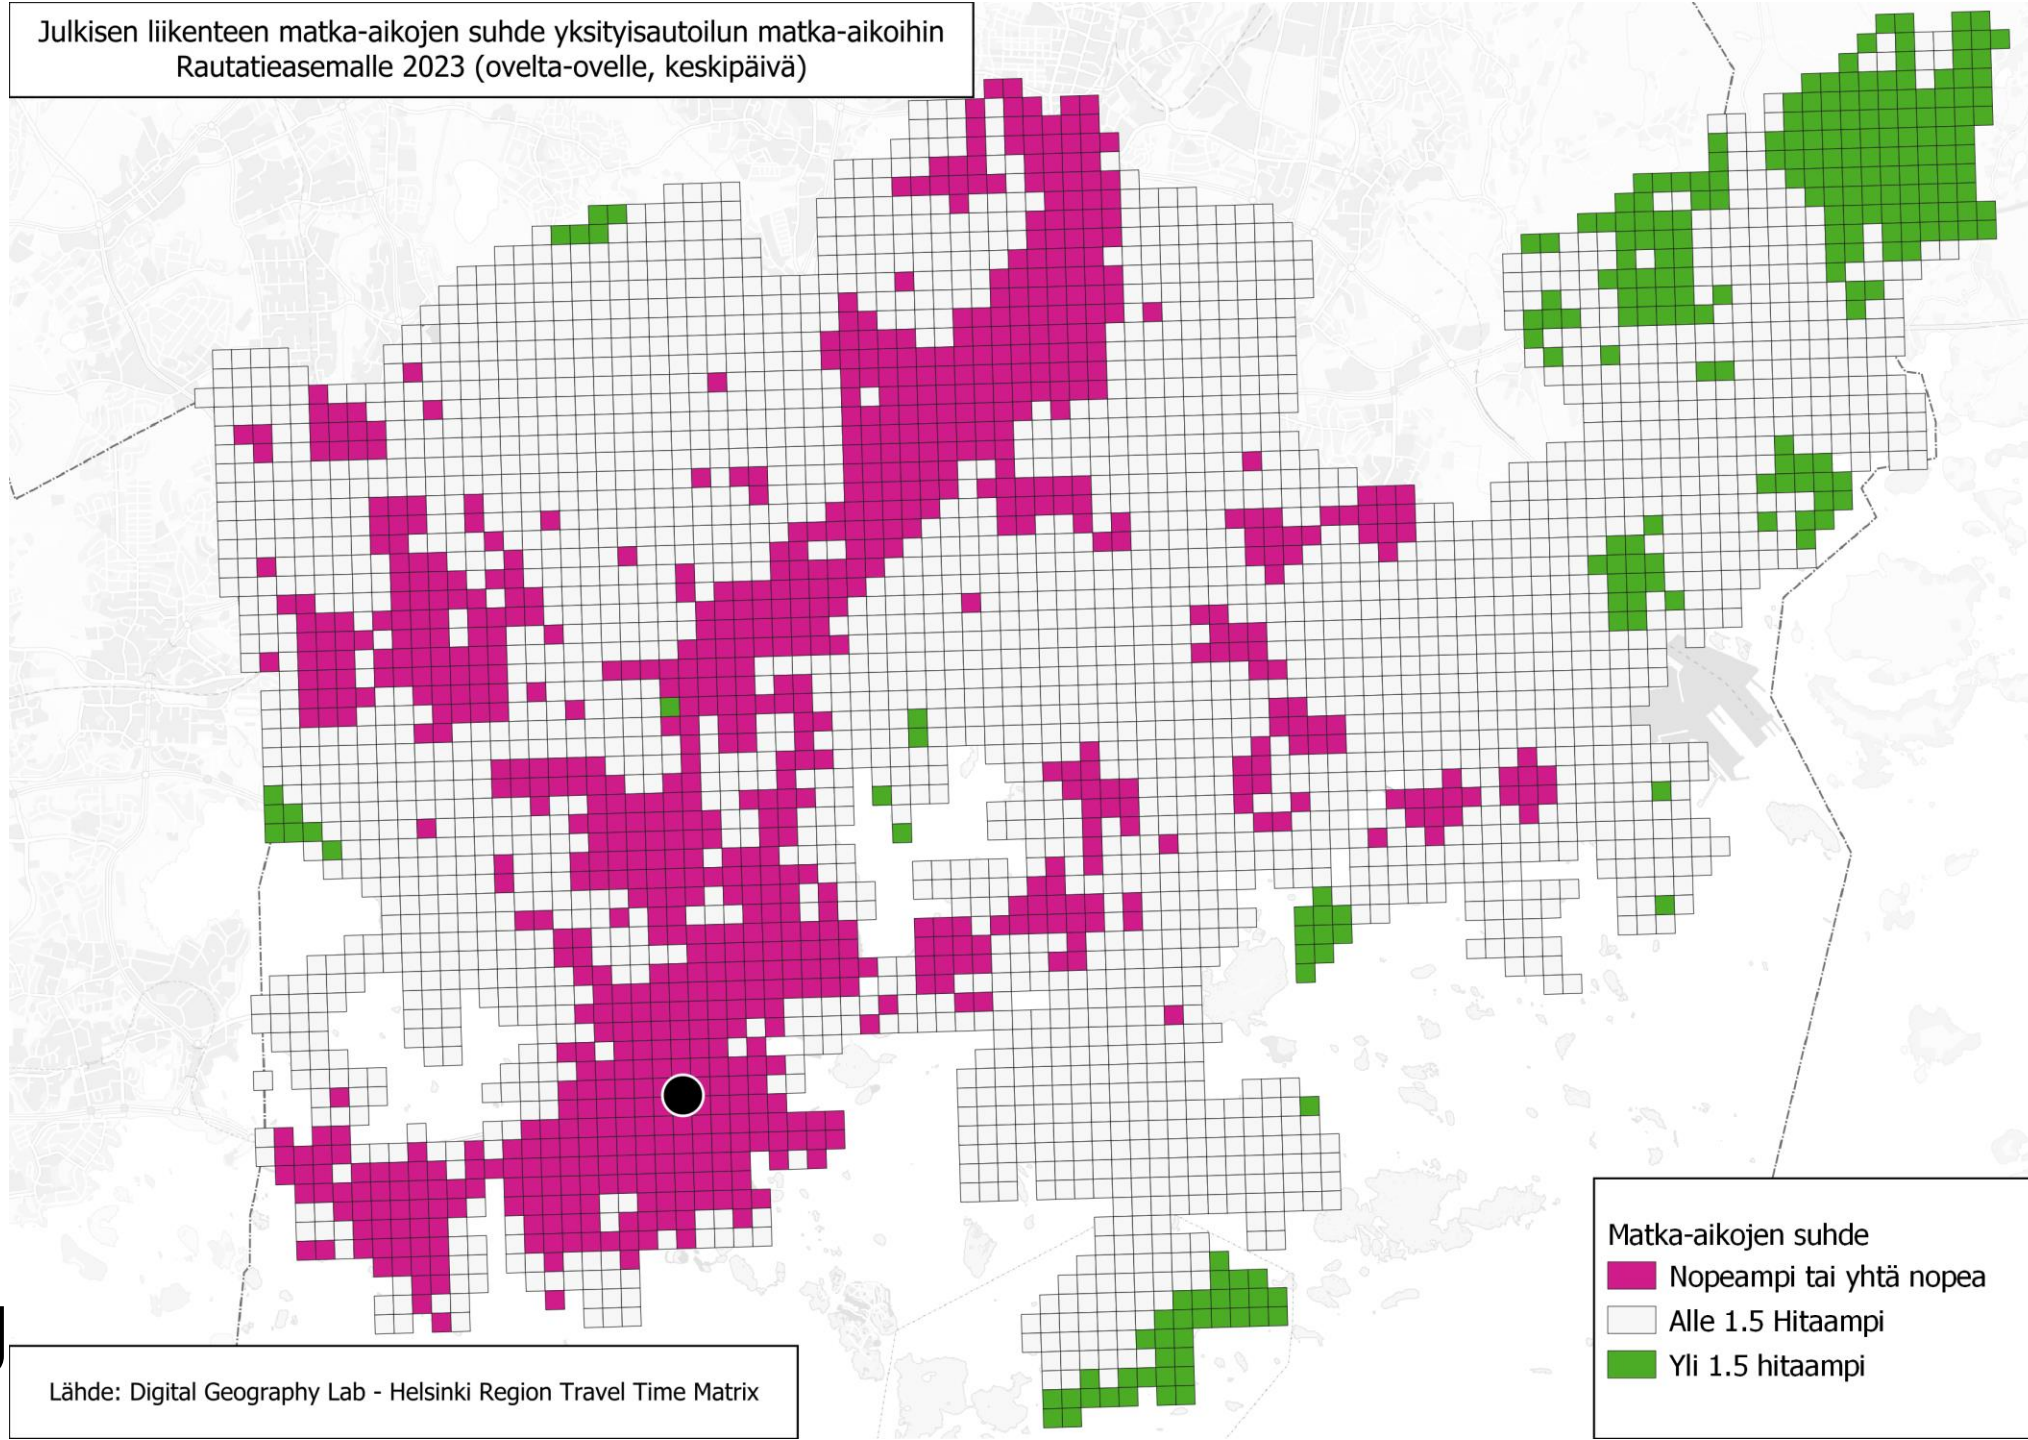 Julkisen liikenteen matka-aikojen suhde yksityisautoilun matka-aikoihin
Rautatieasemalle 2023 (ovelta-ovelle, keskipäivä)
Matka-aikojen suhde
Nopeampi tai yhtä nopea
Alle 1.5 Hitaampi
Yli 1.5 hitaampi
Lähde: Digital Geography Lab - Helsinki Region Travel Time Matrix